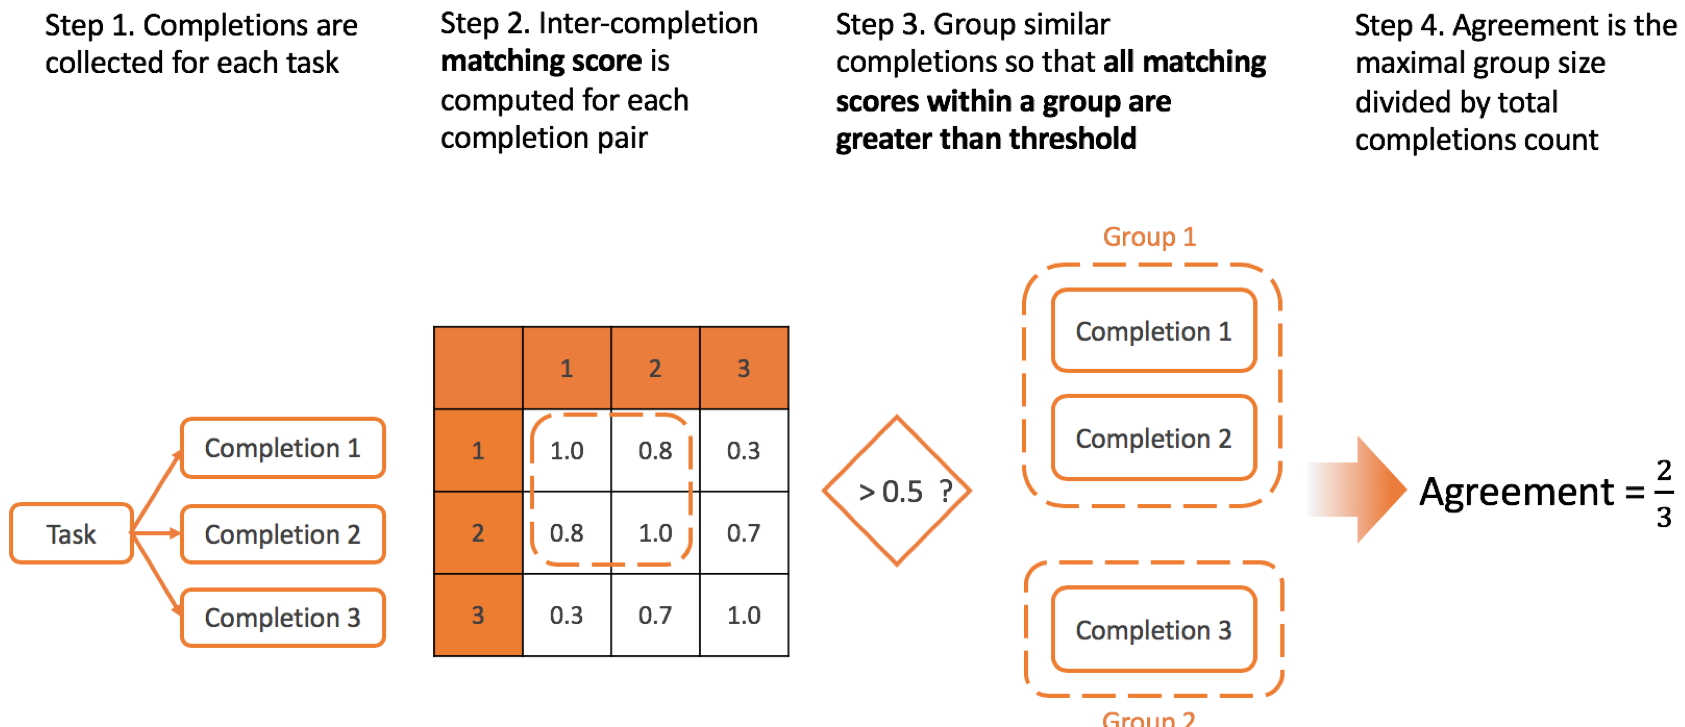 Step 1. Completions are
collected for each task
Step 2. Inter-completion
matching score is
computed for each
completion pair
Step 3. Group similar
completions so that all matching
scores within a group are
greater than threshold
Step 4. Agreement is the
maximal group size
divided by total
completions count
Task
Completion 1
Completion 2
Completion 3
1 2 3
1 1.0 0.8 0.3
2 0.8 1.0 0.7
3 0.3 0.7 1.0
> 0.5 ?
Group 1
Completion 1
Completion 2
Completion 3
Group 2
Agreement = 2/3